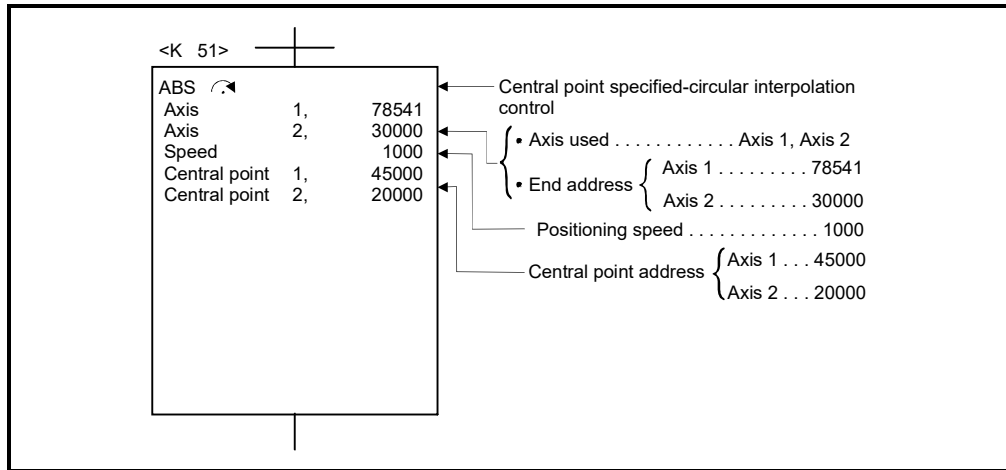 <K 51>
ABS
Axis 1, 78541
Axis 2, 30000
Speed 1000
Central point 1, 45000
Central point 2, 20000
Central point specified-circular interpolation
control
• Axis used . . . . . . . . . . . . Axis 1, Axis 2
• End address
Axis 1 . . . . . . . . . 78541
Axis 2 . . . . . . . . . 30000
Positioning speed . . . . . . . . . . . . . 1000
Central point address
Axis 1 . . . 45000
Axis 2 . . . 20000